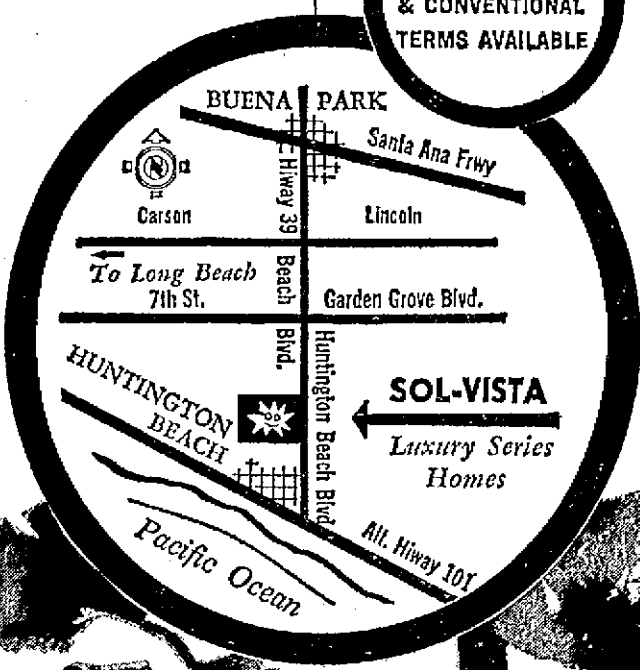 & CONVENTIONAL
TERMS AVAILABLE
BUENA PARK
Santa Ana Frwy
N
Hiway 39
Carson
Lincoln
To Long Beach
7th St.
Beach Blvd.
Garden Grove Blvd.
HUNTINGTON
BEACH
Huntington Beach Blvd.
SOL-VISTA
Luxury Series
Homes
Alt. Hiway 101
Pacific Ocean